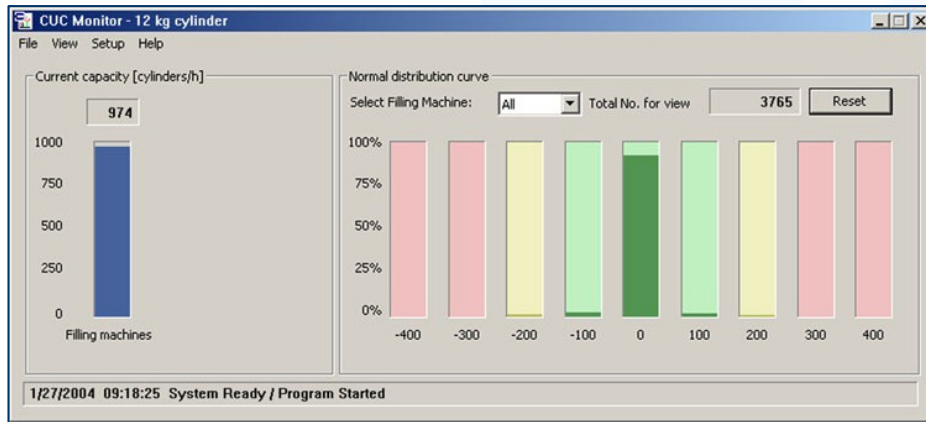 CUC Monitor - 12 kg cylinder
File View Setup Help
Current capacity [cylinders/h]
974
1000
750
500
250
0
Filling machines
Normal distribution curve
Select Filling Machine: All Total No. for view 3765 Reset
100%
75%
50%
25%
0%
-400 -300 -200 -100 0 100 200 300 400
1/27/2004 09:18:25 System Ready / Program Started